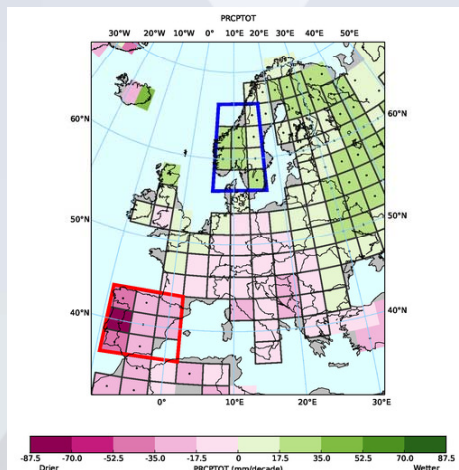 PRCPTOT
30°W 20°W 10°W 0° 10°E 20°E 30°E 40°E 50°E
60°N 60°N
50°N 50°N
40°N 40°N
0° 10°E 20°E 30°E
-87.5 -70.0 -52.5 -35.0 -17.5 0 17.5 35.0 52.5 70.0 87.5
Drier PRCPTOT (mm/decade) Wetter